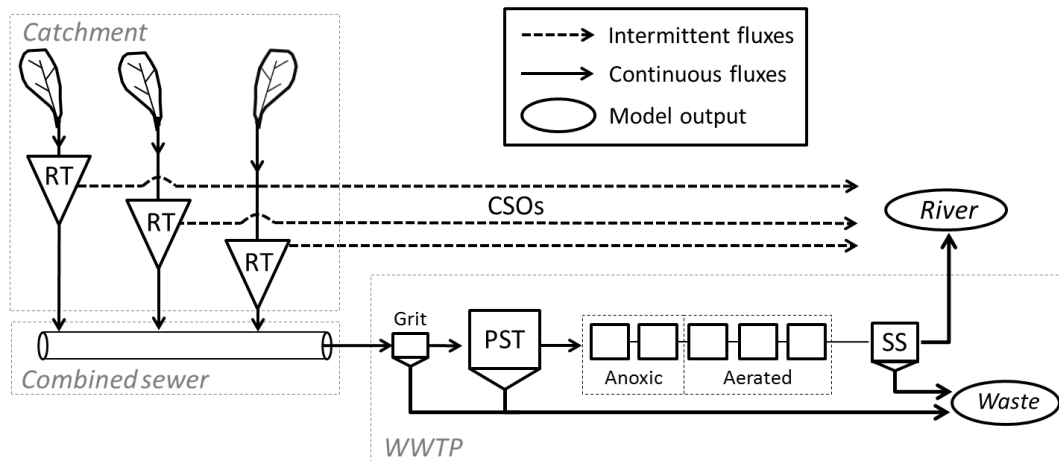 Catchment
Intermittent fluxes
Continuous fluxes
Model output
RT
RT
RT
CSOs
River
Grit
PST
SS
Anoxic
Aerated
Combined sewer
Waste
WWTP